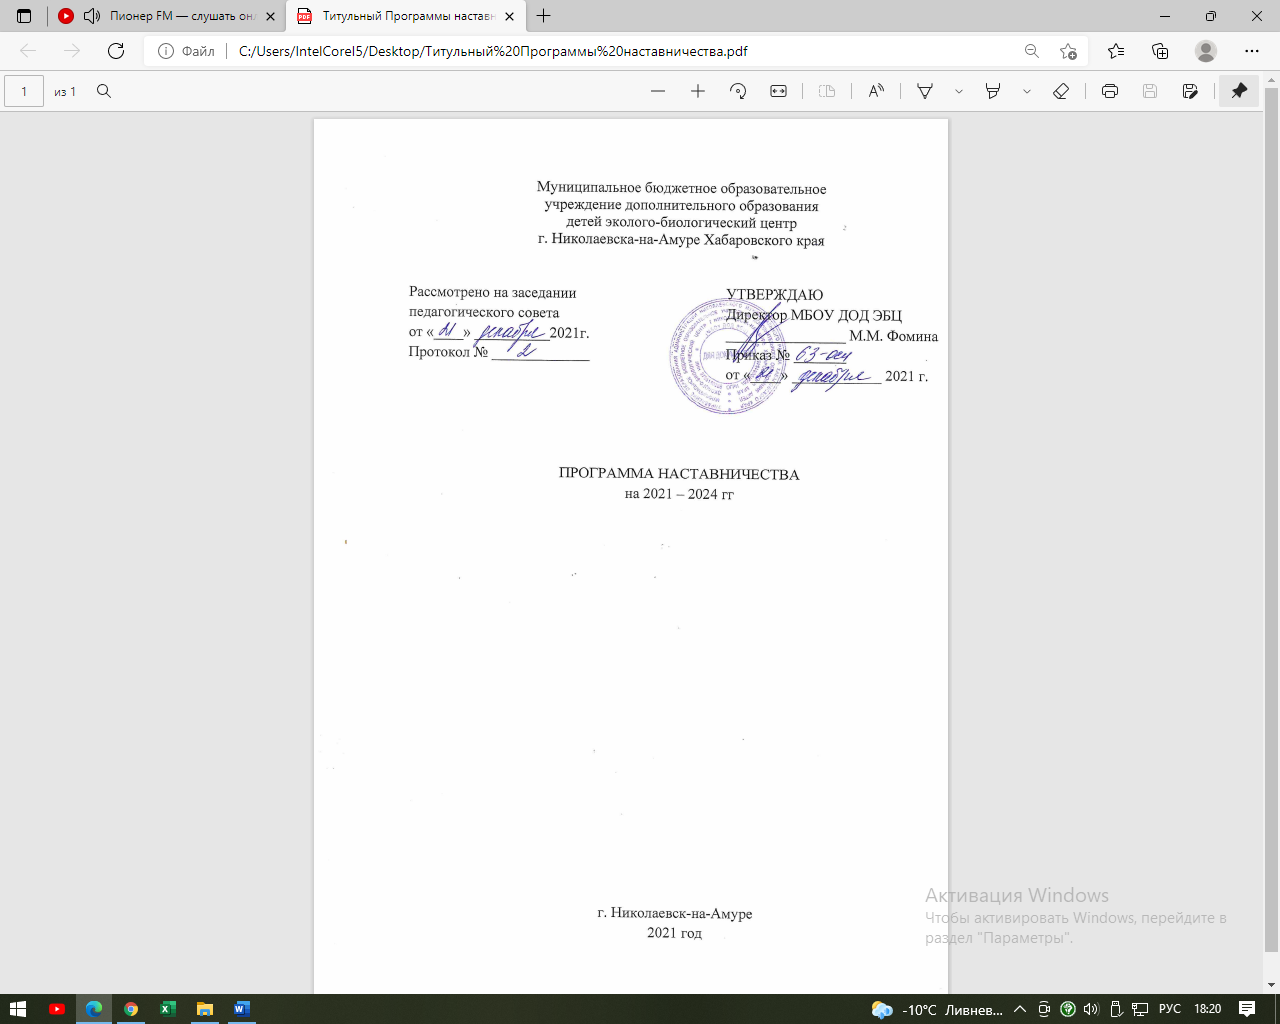 Пионер FM — слушать онл
Титульный Программы наставн
Файл
C:/Users/IntelCoreI5/Desktop/Титульный%20Программы%20наставничества.pdf
1 из 1
Муниципальное бюджетное образовательное
учреждение дополнительного образования
детей эколого-биологический центр
г. Николаевска-на-Амуре Хабаровского края
Рассмотрено на заседании
педагогического совета
от «21» декабря 2021г.
Протокол № 2
УТВЕРЖДАЮ
Директор МБОУ ДОД ЭБЦ
М.М. Фомина
Приказ № 63-осн
от «21» декабря 2021 г.
ПРОГРАММА НАСТАВНИЧЕСТВА
на 2021 – 2024 гг
г. Николаевск-на-Амуре
2021 год
Активация Windows
Чтобы активировать Windows, перейдите в
раздел "Параметры".
-10°C Ливнев...
РУС
18:20